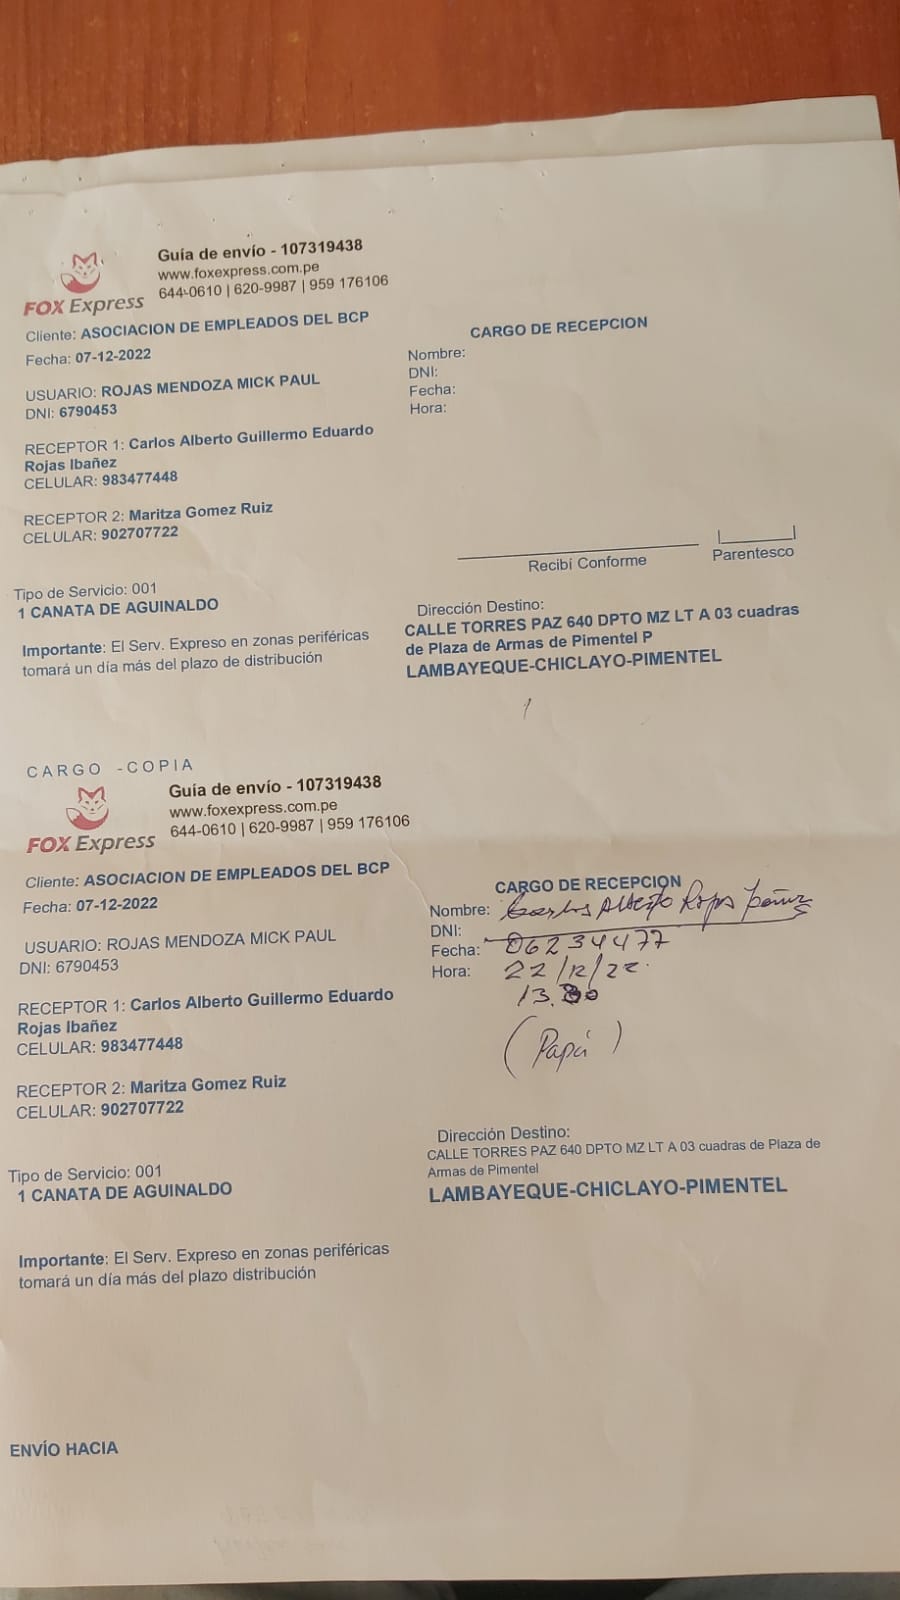 Guía de envío - 107319438
www.foxexpress.com.pe
644-0610 | 620-9987 | 959 176106
FOX Express
Cliente: ASOCIACION DE EMPLEADOS DEL BCP
Fecha: 07-12-2022
USUARIO: ROJAS MENDOZA MICK PAUL
DNI: 6790453
RECEPTOR 1: Carlos Alberto Guillermo Eduardo
Rojas Ibañez
CELULAR: 983477448
RECEPTOR 2: Maritza Gomez Ruiz
CELULAR: 902707722
CARGO DE RECEPCION
Nombre:
DNI:
Fecha:
Hora:
Recibí Conforme
Parentesco
Tipo de Servicio: 001
1 CANATA DE AGUINALDO
Importante: El Serv. Expreso en zonas periféricas
tomará un día más del plazo de distribución
Dirección Destino:
CALLE TORRES PAZ 640 DPTO MZ LT A 03 cuadras
de Plaza de Armas de Pimentel P
LAMBAYEQUE-CHICLAYO-PIMENTEL
1
CARGO -COPIA
Guía de envío - 107319438
www.foxexpress.com.pe
644-0610 | 620-9987 | 959 176106
FOX Express
Cliente: ASOCIACION DE EMPLEADOS DEL BCP
Fecha: 07-12-2022
USUARIO: ROJAS MENDOZA MICK PAUL
DNI: 6790453
RECEPTOR 1: Carlos Alberto Guillermo Eduardo
Rojas Ibañez
CELULAR: 983477448
RECEPTOR 2: Maritza Gomez Ruiz
CELULAR: 902707722
CARGO DE RECEPCION
Nombre: Carlos Alberto Rojas Ibañez
DNI:
Fecha: 06234477
Hora: 22/12/22.
13.30
(Papá)
Tipo de Servicio: 001
1 CANATA DE AGUINALDO
Importante: El Serv. Expreso en zonas periféricas
tomará un día más del plazo distribución
Dirección Destino:
CALLE TORRES PAZ 640 DPTO MZ LT A 03 cuadras de Plaza de
Armas de Pimentel
LAMBAYEQUE-CHICLAYO-PIMENTEL
ENVÍO HACIA